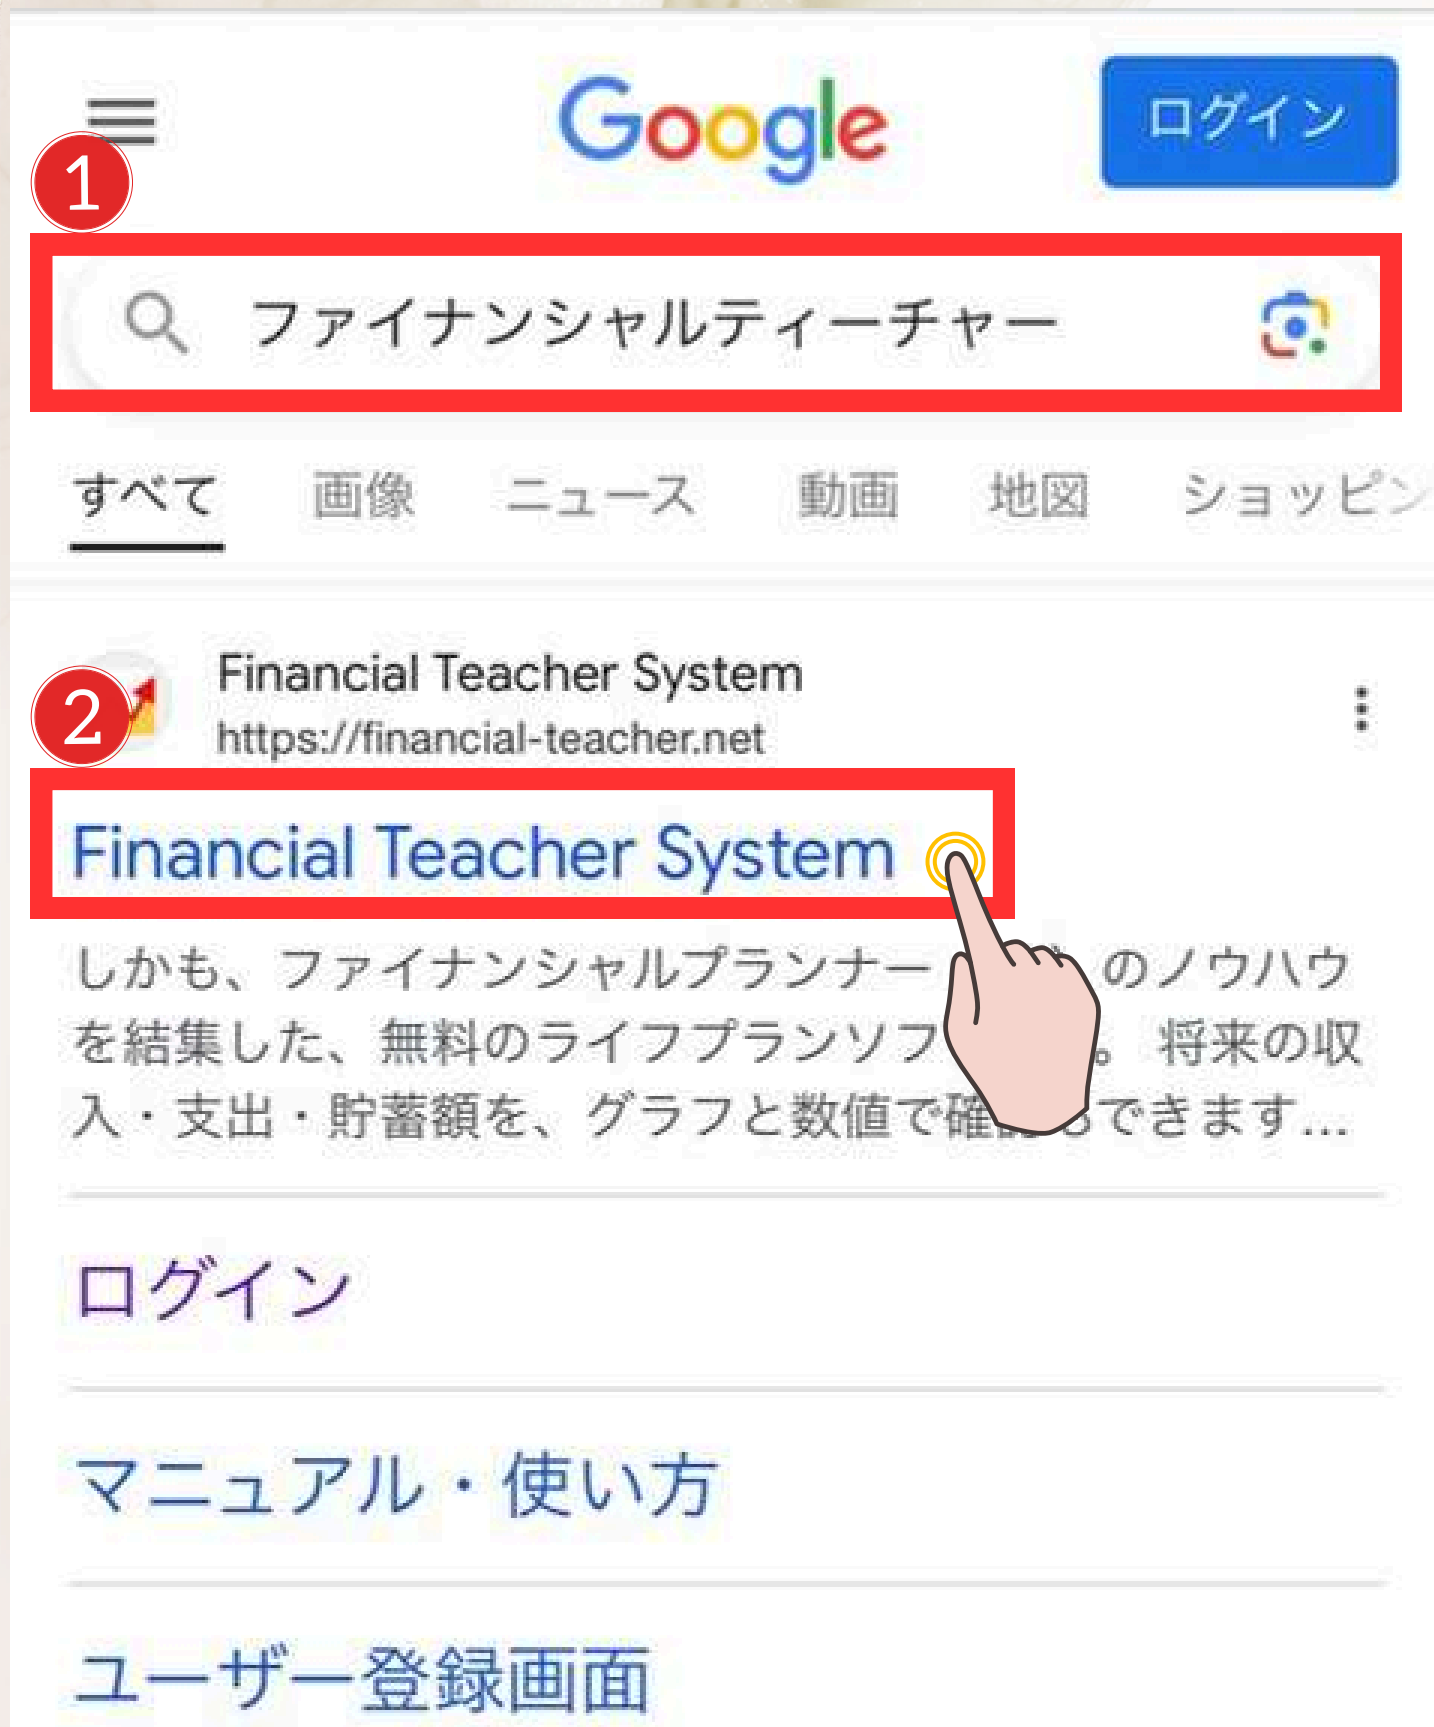 Google
ログイン
1
ファイナンシャルティーチャー
すべて 画像 ニュース 動画 地図 ショッピン
2
Financial Teacher System
https://financial-teacher.net
Financial Teacher System
しかも、ファイナンシャルプランナー のノウハウ
を結集した、無料のライフプランソフ 。 将来の収
入・支出・貯蓄額を、グラフと数値で確 できます...
ログイン
マニュアル・使い方
ユーザー登録画面